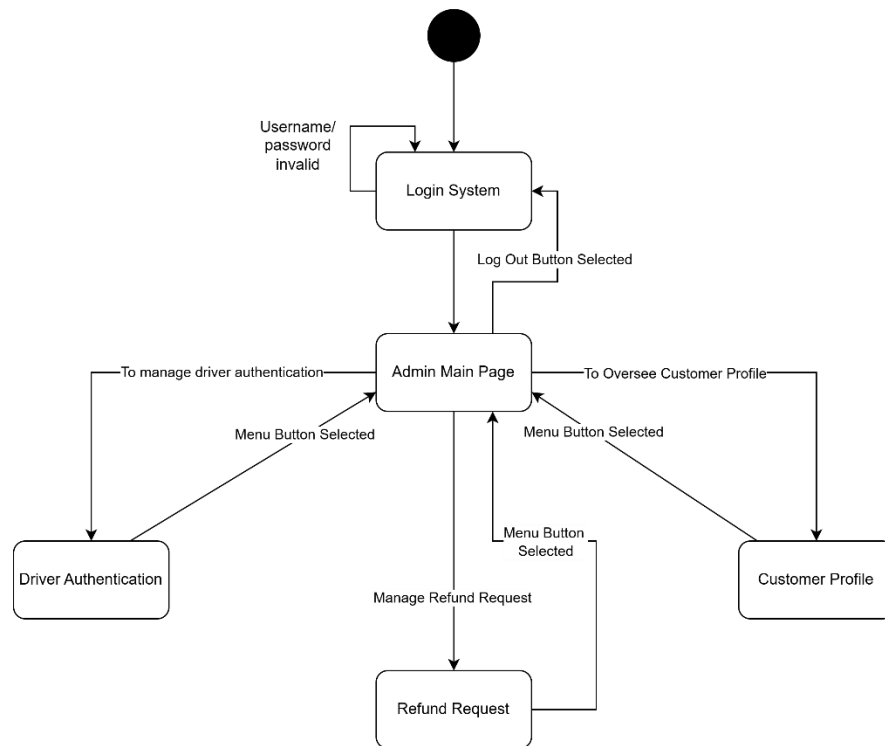 Username/
password
invalid
Login System
Log Out Button Selected
Admin Main Page
To manage driver authentication
To Oversee Customer Profile
Menu Button Selected
Menu Button Selected
Menu Button
Selected
Driver Authentication
Customer Profile
Manage Refund Request
Refund Request